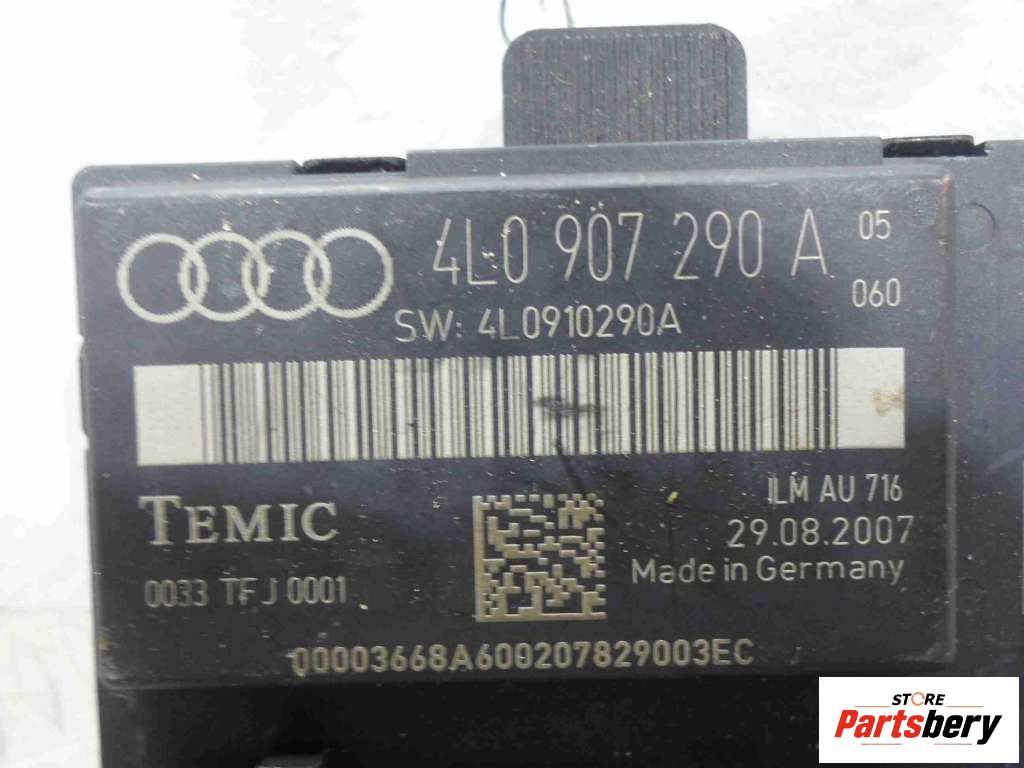 4L0 907 290 A 05
060
SW: 4L0910290A
TEMIC
ILM AU 716
29.08.2007
Made in Germany
0033 TFJ 0001
00003668A600207829003EC
STORE
Partsbery